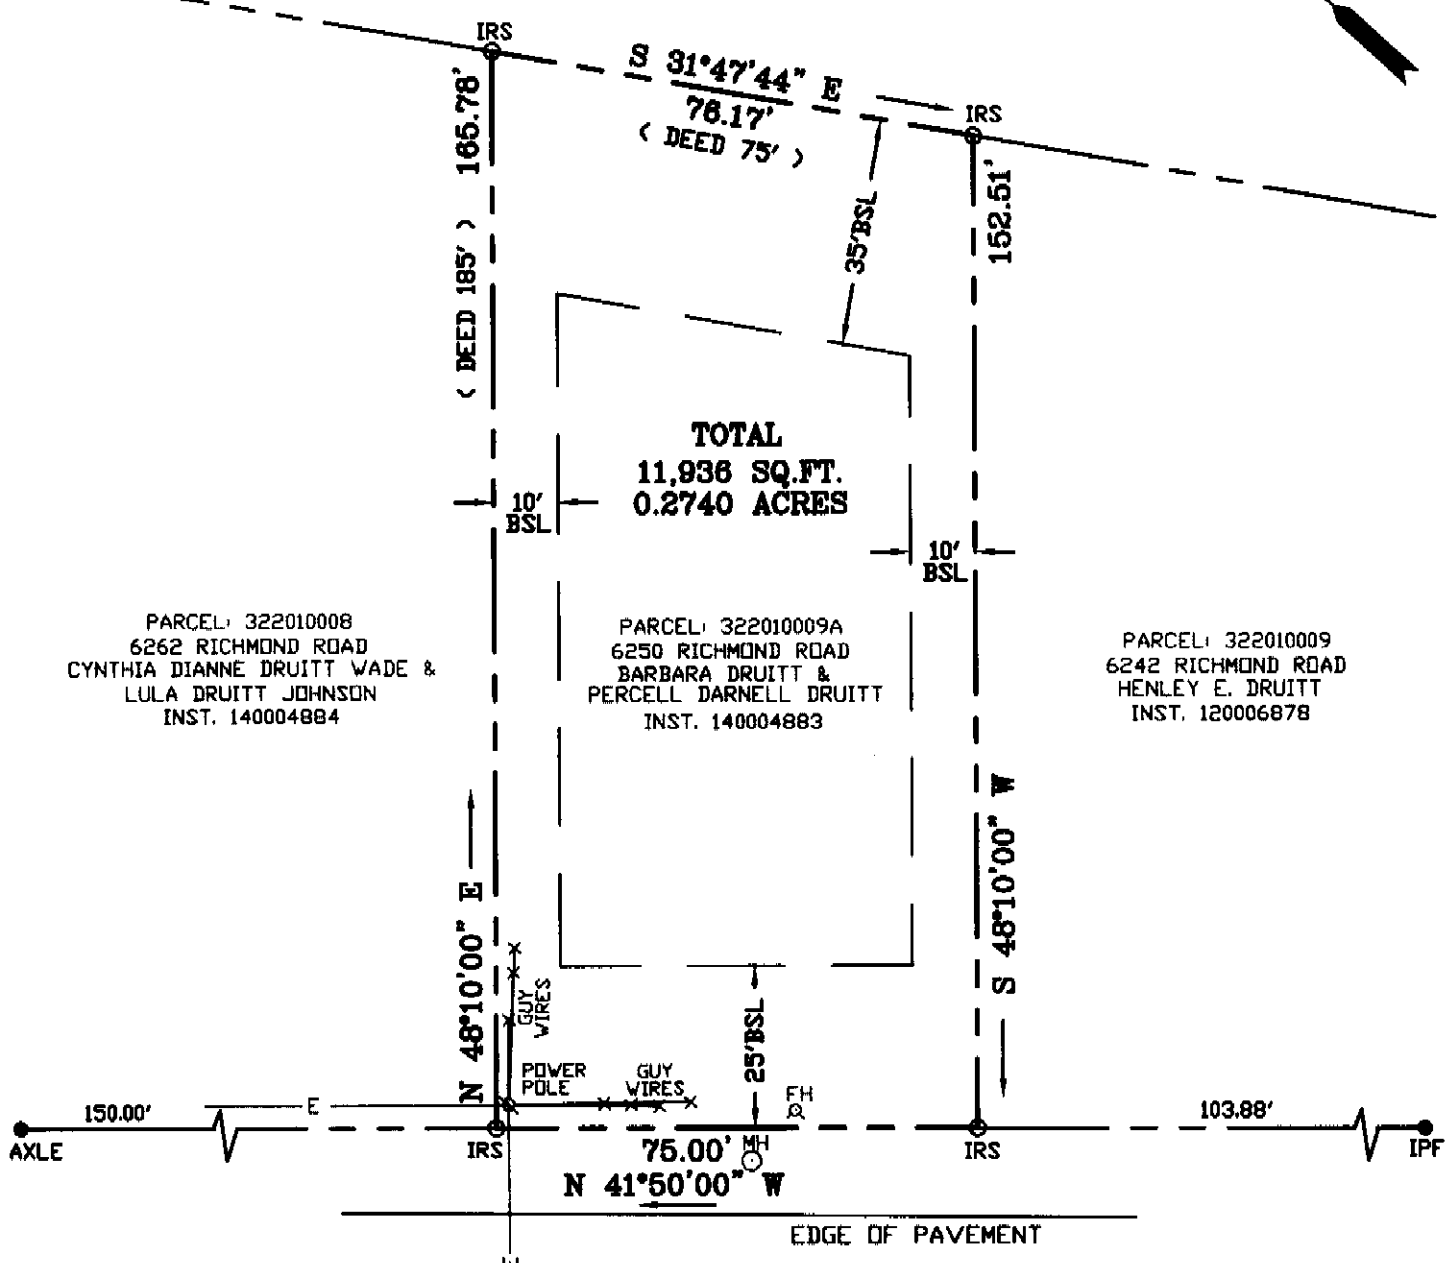 IRS
S 31°47'44" E
76.17'
( DEED 75' )
IRS
165.78'
( DEED 185' )
152.51'
35'BSL
TOTAL
11,936 SQ.FT.
0.2740 ACRES
10'
BSL
10'
BSL
PARCEL: 322010008
6262 RICHMOND ROAD
CYNTHIA DIANNE DRUITT WADE &
LULA DRUITT JOHNSON
INST. 140004884
PARCEL: 322010009A
6250 RICHMOND ROAD
BARBARA DRUITT &
PERCELL DARNELL DRUITT
INST. 140004883
PARCEL: 322010009
6242 RICHMOND ROAD
HENLEY E. DRUITT
INST. 120006878
N 48°10'00" E
S 48°10'00" W
GUY
WIRES
25'BSL
POWER
POLE
GUY
WIRES
FH
150.00'
E
103.88'
AXLE
IRS
75.00'
MH
IRS
IPF
N 41°50'00" W
EDGE OF PAVEMENT